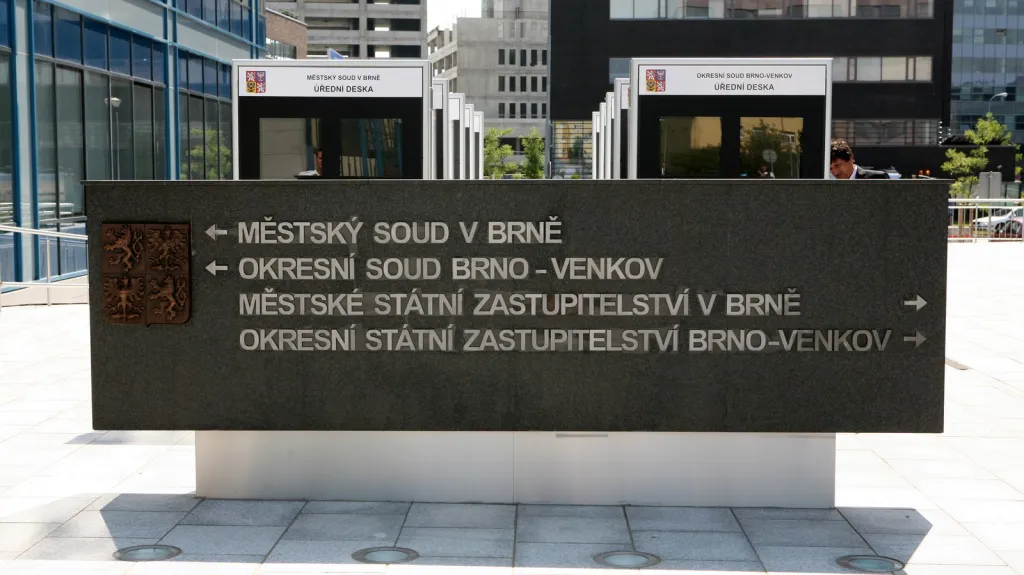 MĚSTSKÝ SOUD V BRNĚ
ÚŘEDNÍ DESKA
OKRESNÍ SOUD BRNO-VENKOV
ÚŘEDNÍ DESKA
← MĚSTSKÝ SOUD V BRNĚ
← OKRESNÍ SOUD BRNO – VENKOV
MĚSTSKÉ STÁTNÍ ZASTUPITELSTVÍ V BRNĚ →
OKRESNÍ STÁTNÍ ZASTUPITELSTVÍ BRNO-VENKOV →